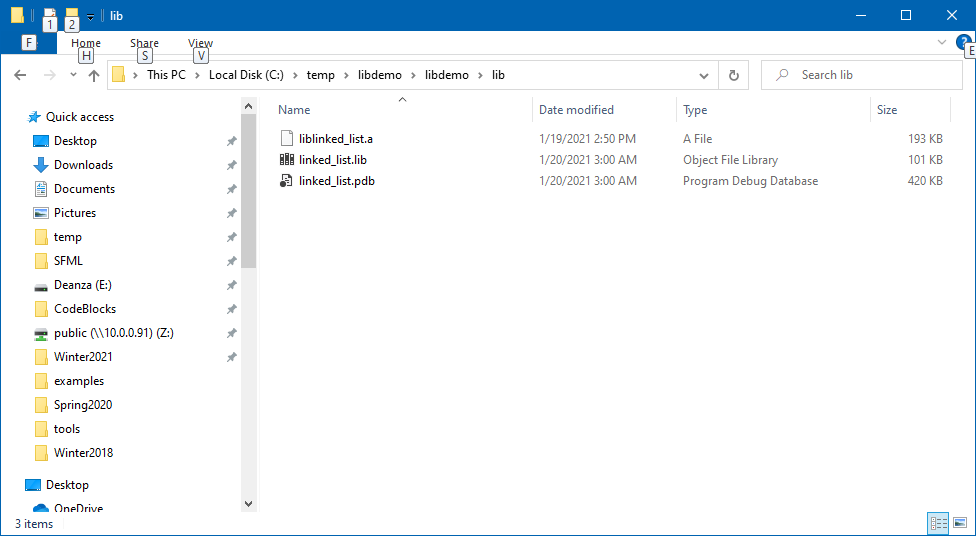 1 2 lib
F Home Share View
H S V E
This PC Local Disk (C:) temp libdemo libdemo lib Search lib
Name Date modified Type Size
liblinked_list.a 1/19/2021 2:50 PM A File 193 KB
linked_list.lib 1/20/2021 3:00 AM Object File Library 101 KB
linked_list.pdb 1/20/2021 3:00 AM Program Debug Database 420 KB
Quick access
Desktop
Downloads
Documents
Pictures
temp
SFML
Deanza (E:)
CodeBlocks
public (\\10.0.0.91) (Z:)
Winter2021
examples
Spring2020
tools
Winter2018
Desktop
OneDrive
3 items